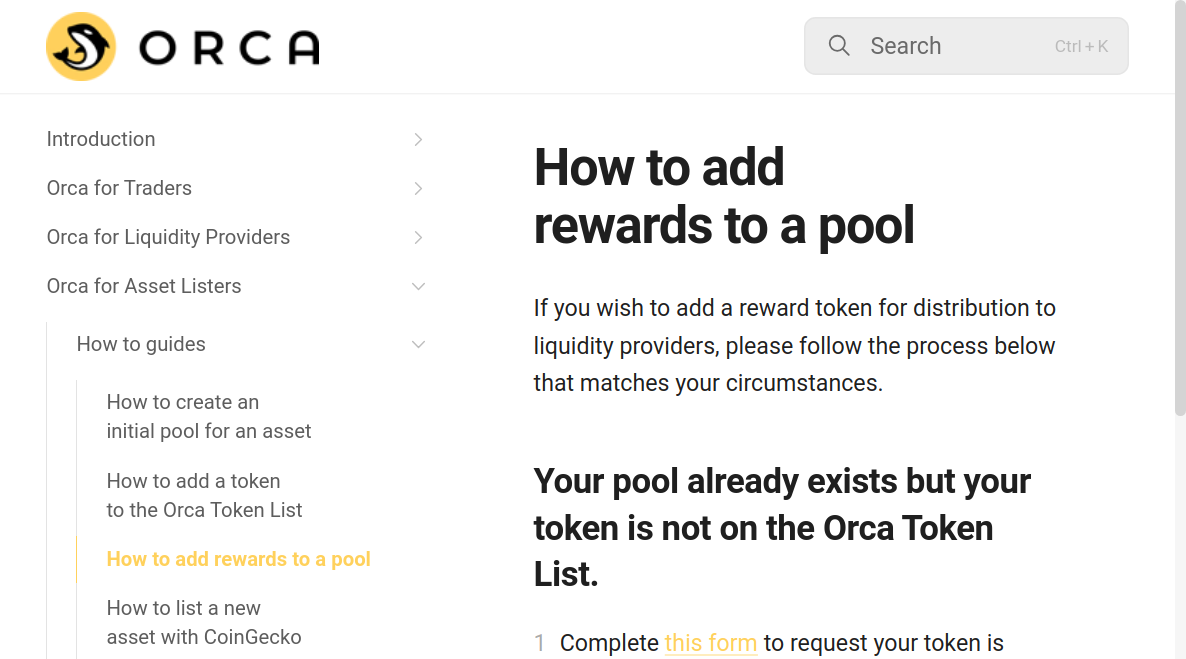 ORCA
Search
Ctrl + K
Introduction
Orca for Traders
Orca for Liquidity Providers
Orca for Asset Listers
How to guides
How to create an
initial pool for an asset
How to add a token
to the Orca Token List
How to add rewards to a pool
How to list a new
asset with CoinGecko
How to add
rewards to a pool
If you wish to add a reward token for distribution to
liquidity providers, please follow the process below
that matches your circumstances.
Your pool already exists but your
token is not on the Orca Token
List.
1 Complete this form to request your token is